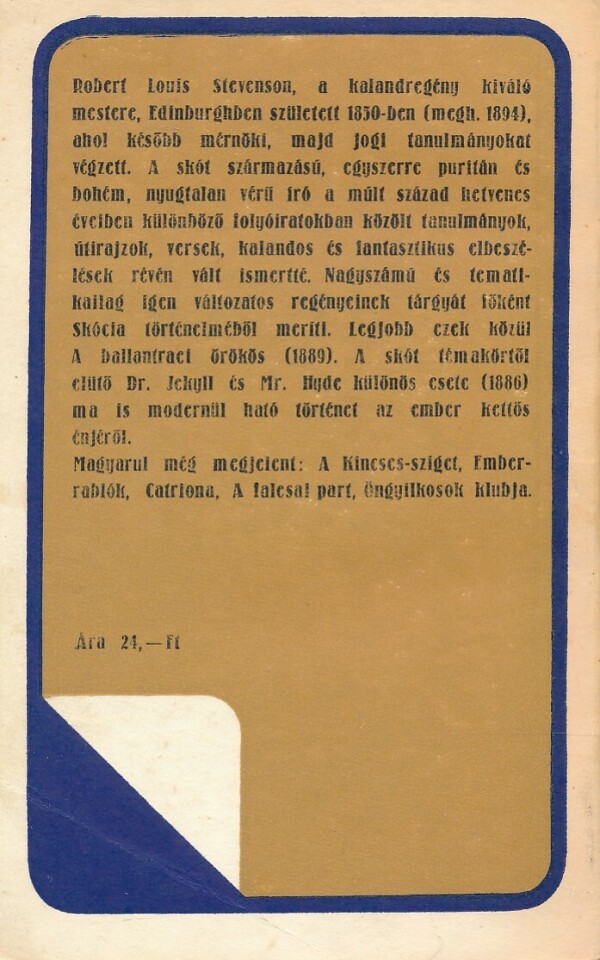 Robert Louis Stevenson, a kalandregény kiváló
mestere, Edinburghben született 1850-ben (megh. 1894),
ahol később mérnöki, majd jogi tanulmányokat
végzett. A skót származású, egyszerre puritán és
bohém, nyugtalan vérű író a múlt század hetvenes
éveiben különböző folyóiratokban közölt tanulmányok,
útirajzok, versek, kalandos és fantasztikus elbeszé-
lések révén vált ismertté. Nagyszámú és temati-
kailag igen változatos regényeinek tárgyát főként
Skócia történelméből meríti. Legjobb ezek közül
A ballantraei örökös (1889). A skót témakörtől
elütő Dr. Jekyll és Mr. Hyde különös esete (1886)
ma is modernül ható történet az ember kettős
énjéről.
Magyarul még megjelent: A Kincses-sziget, Ember-
rablók, Catriona, A falesai part, Öngyilkosok klubja.
Ára 24,— Ft